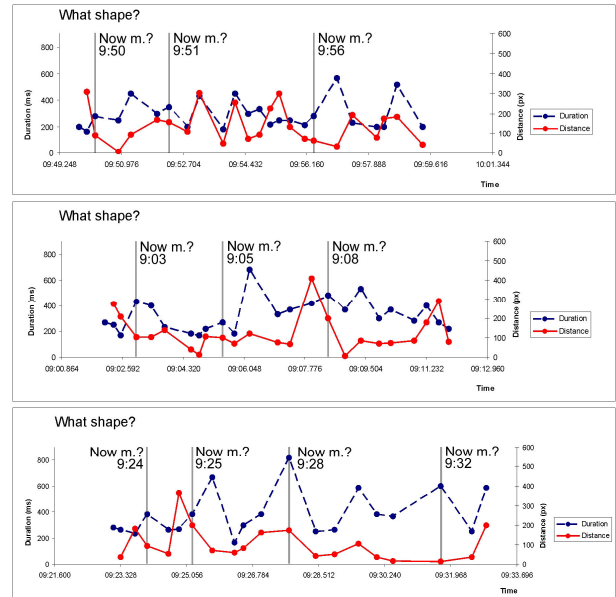 What shape?
Now m.? Now m.? Now m.?
9:50 9:51 9:56
800 600
600 500
400
400 300
200 200
100
0 0
Duration (ms)
Distance (px)
Duration
Distance
09:49.248 09:50.976 09:52.704 09:54.432 09:56.160 09:57.888 09:59.616 10:01.344
Time
What shape?
Now m.? Now m.? Now m.?
9:03 9:05 9:08
800 600
600 500
400
400 300
200 200
100
0 0
Duration (ms)
Distance (px)
Duration
Distance
09:00.864 09:02.592 09:04.320 09:06.048 09:07.776 09:09.504 09:11.232 09:12.960
Time
What shape?
Now m.? Now m.? Now m.? Now m.?
9:24 9:25 9:28 9:32
800 600
600 500
400
400 300
200 200
100
0 0
Duration (ms)
Distance (px)
Duration
Distance
09:21.600 09:23.328 09:25.056 09:26.784 09:28.512 09:30.240 09:31.968 09:33.696
Time